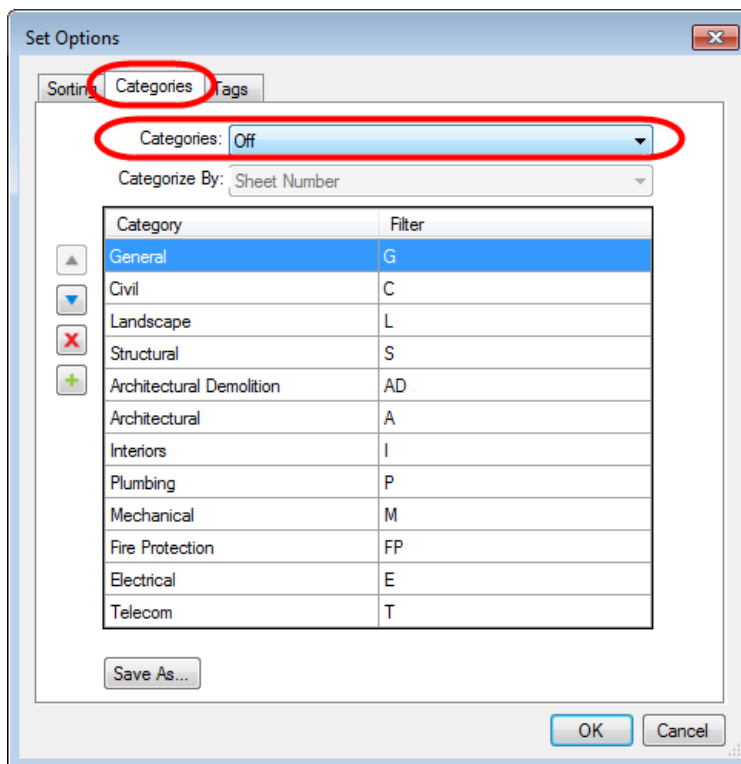 Set Options
Sorting Categories Tags
Categories: Off
Categorize By: Sheet Number
Category Filter
General G
Civil C
Landscape L
Structural S
Architectural Demolition AD
Architectural A
Interiors I
Plumbing P
Mechanical M
Fire Protection FP
Electrical E
Telecom T
Save As...
OK Cancel